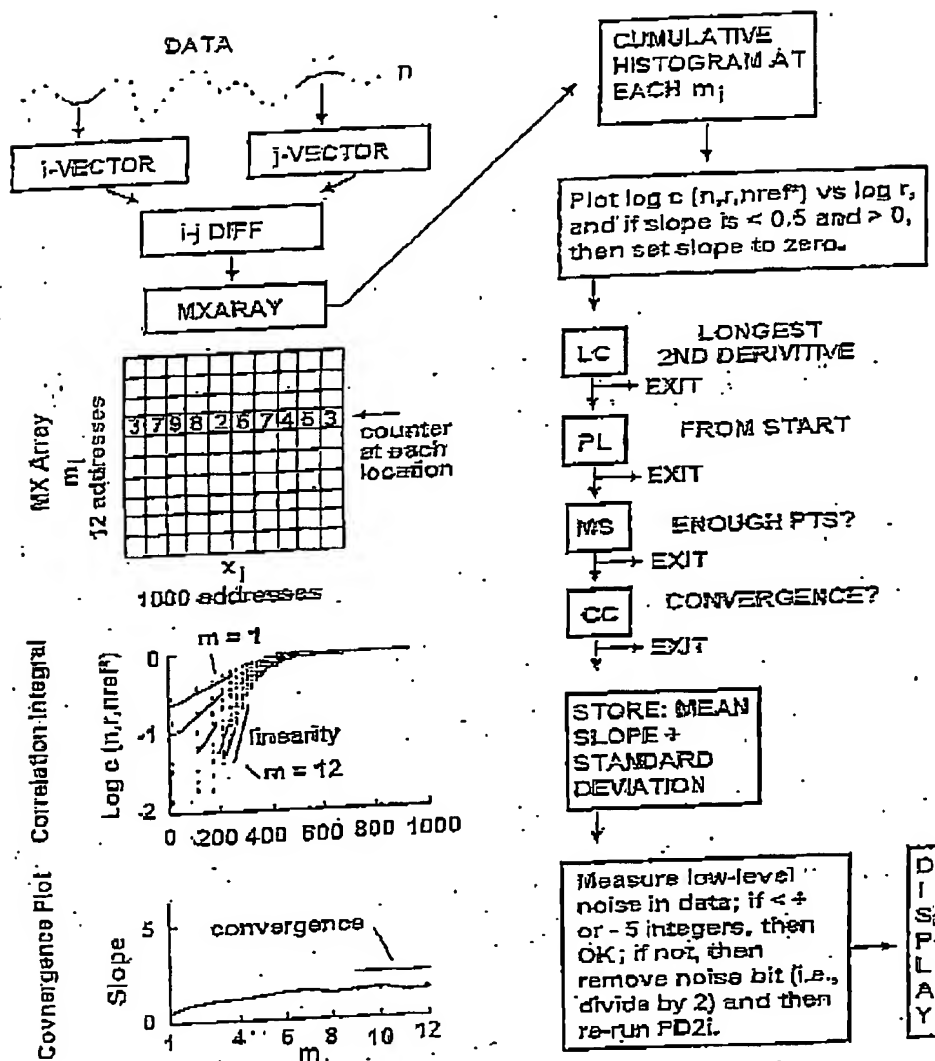 DATA
n
i-VECTOR
j-VECTOR
i-j DIFF
MXARAY
MX Array
mj
12 addresses
3 7 9 8 2 6 7 4 5 3
counter
at each
location
xj
1000 addresses
Correlation Integral
Log c (n,r,nref*)
m = 1
linearity
m = 12
0
-1
-2
0 200 400 600 800 1000
Covnergence Plot
Slope
5
0
convergence
1 4 8 10 12
m
CUMULATIVE
HISTOGRAM AT
EACH mj
Plot log c (n,r,nref*) vs log r,
and if slope is < 0.5 and > 0,
then set slope to zero.
LC
LONGEST
2ND DERIVITIVE
EXIT
PL
FROM START
EXIT
MS
ENOUGH PTS?
EXIT
CC
CONVERGENCE?
EXIT
STORE: MEAN
SLOPE +
STANDARD
DEVIATION
Measure low-level
noise in data; if < +
or - 5 integers, then
OK; if not, then
remove noise bit (i.e.,
divide by 2) and then
re-run PD2i.
DISPLAY